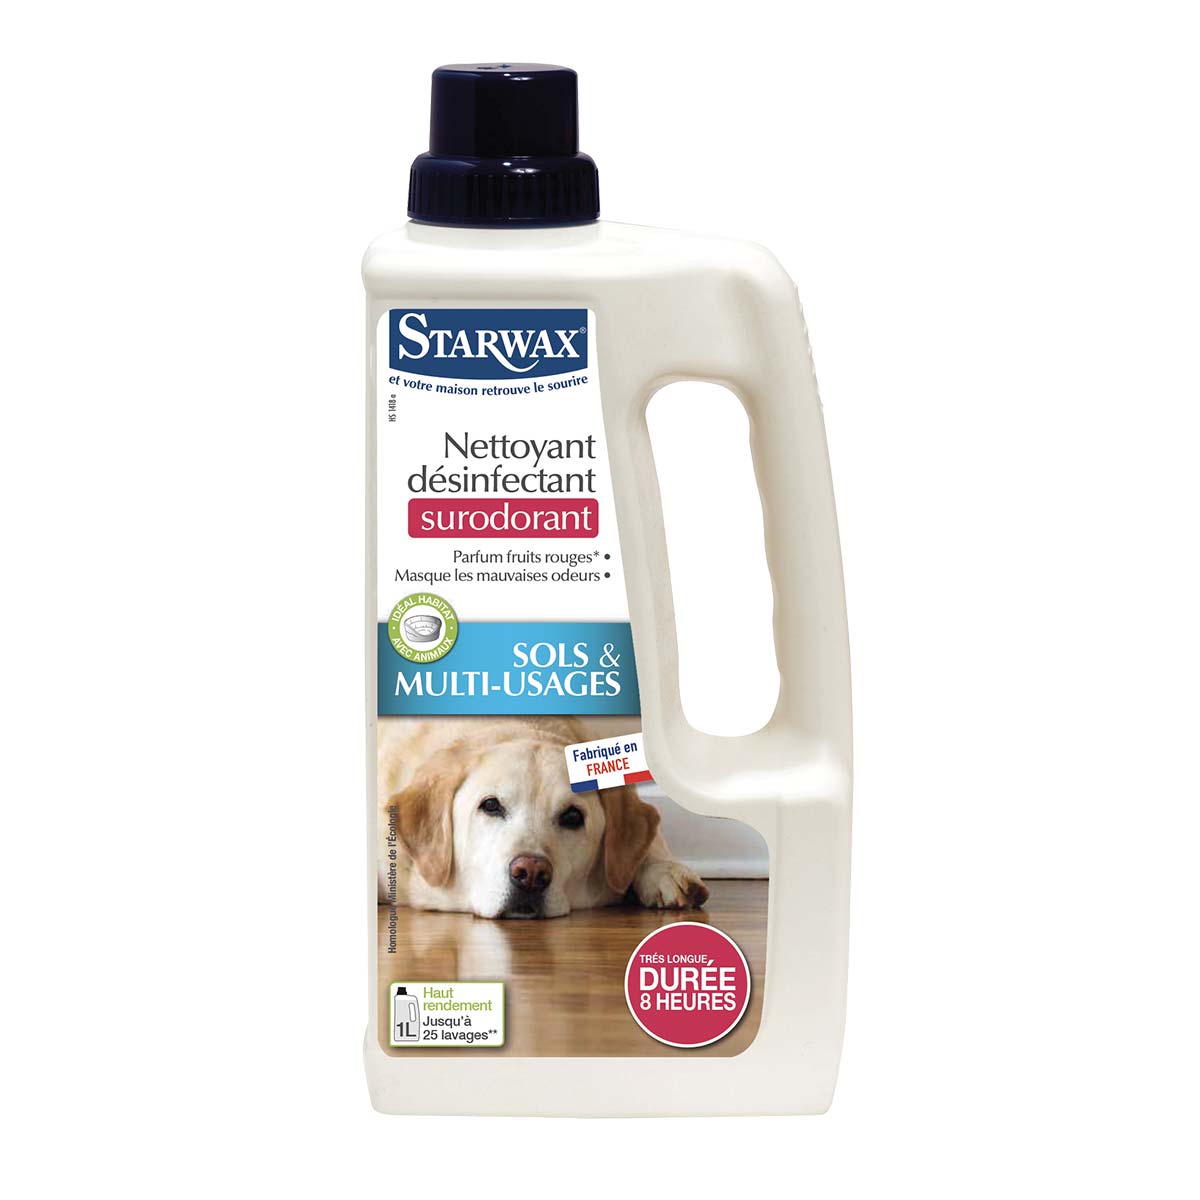 STARWAX®
et votre maison retrouve le sourire
HS 1418 a
Nettoyant
désinfectant
surodorant
Parfum fruits rouges* •
Masque les mauvaises odeurs •
IDÉAL HABITAT
AVEC ANIMAUX
SOLS &
MULTI-USAGES
Fabriqué en
FRANCE
Homologué Ministère de l'Écologie
TRÉS LONGUE
DURÉE
8 HEURES
Haut
rendement
Jusqu'à
25 lavages**
1L